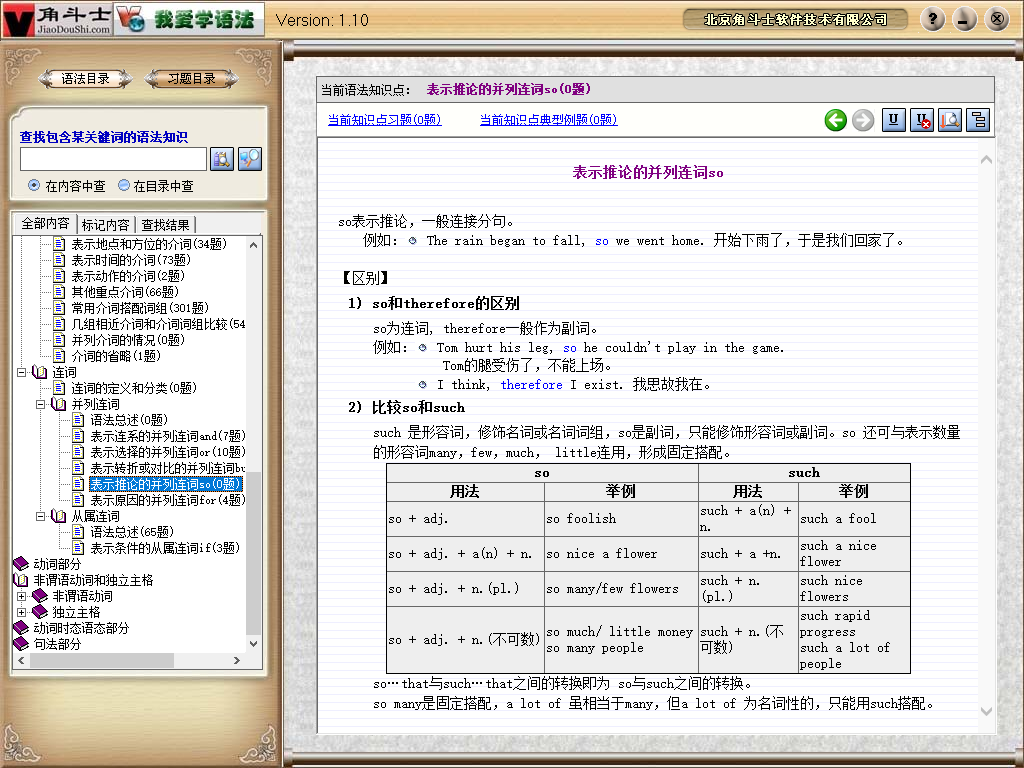 角斗士
JiaoDouShi.com
我爱学语法
Version: 1.10
北京角斗士软件技术有限公司
语法目录
习题目录
查找包含某关键词的语法知识
在内容中查
在目录中查
全部内容
标记内容
查找结果
表示地点和方位的介词(34题)
表示时间的介词(73题)
表示动作的介词(2题)
其他重点介词(66题)
常用介词搭配词组(301题)
几组相近介词和介词词组比较(54
并列介词的情况(0题)
介词的省略(1题)
连词
连词的定义和分类(0题)
并列连词
语法总述(0题)
表示连系的并列连词and(7题)
表示选择的并列连词or(10题)
表示转折或对比的并列连词bu
表示推论的并列连词so(0题)
表示原因的并列连词for(4题)
从属连词
语法总述(65题)
表示条件的从属连词if(3题)
动词部分
非谓语动词和独立主格
非谓语动词
独立主格
动词时态语态部分
句法部分
当前语法知识点： 表示推论的并列连词so(0题)
当前知识点习题(0题)
当前知识点典型例题(0题)
表示推论的并列连词so
so表示推论，一般连接分句。
例如： The rain began to fall, so we went home. 开始下雨了，于是我们回家了。
【区别】
1) so和therefore的区别
so为连词, therefore一般作为副词。
例如： Tom hurt his leg, so he couldn't play in the game.
Tom的腿受伤了，不能上场。
I think, therefore I exist. 我思故我在。
2) 比较so和such
such 是形容词，修饰名词或名词词组，so是副词，只能修饰形容词或副词。so 还可与表示数量
的形容词many，few，much， little连用，形成固定搭配。
so such
用法 举例 用法 举例
so + adj. so foolish such + a(n) + n. such a fool
so + adj. + a(n) + n. so nice a flower such + a +n. such a nice flower
so + adj. + n.(pl.) so many/few flowers such + n.(pl.) such nice flowers
so + adj. + n.(不可数) so much/ little money so many people such + n.(不可数) such rapid progress such a lot of people
so…that与such…that之间的转换即为 so与such之间的转换。
so many是固定搭配，a lot of 虽相当于many，但a lot of 为名词性的，只能用such搭配。